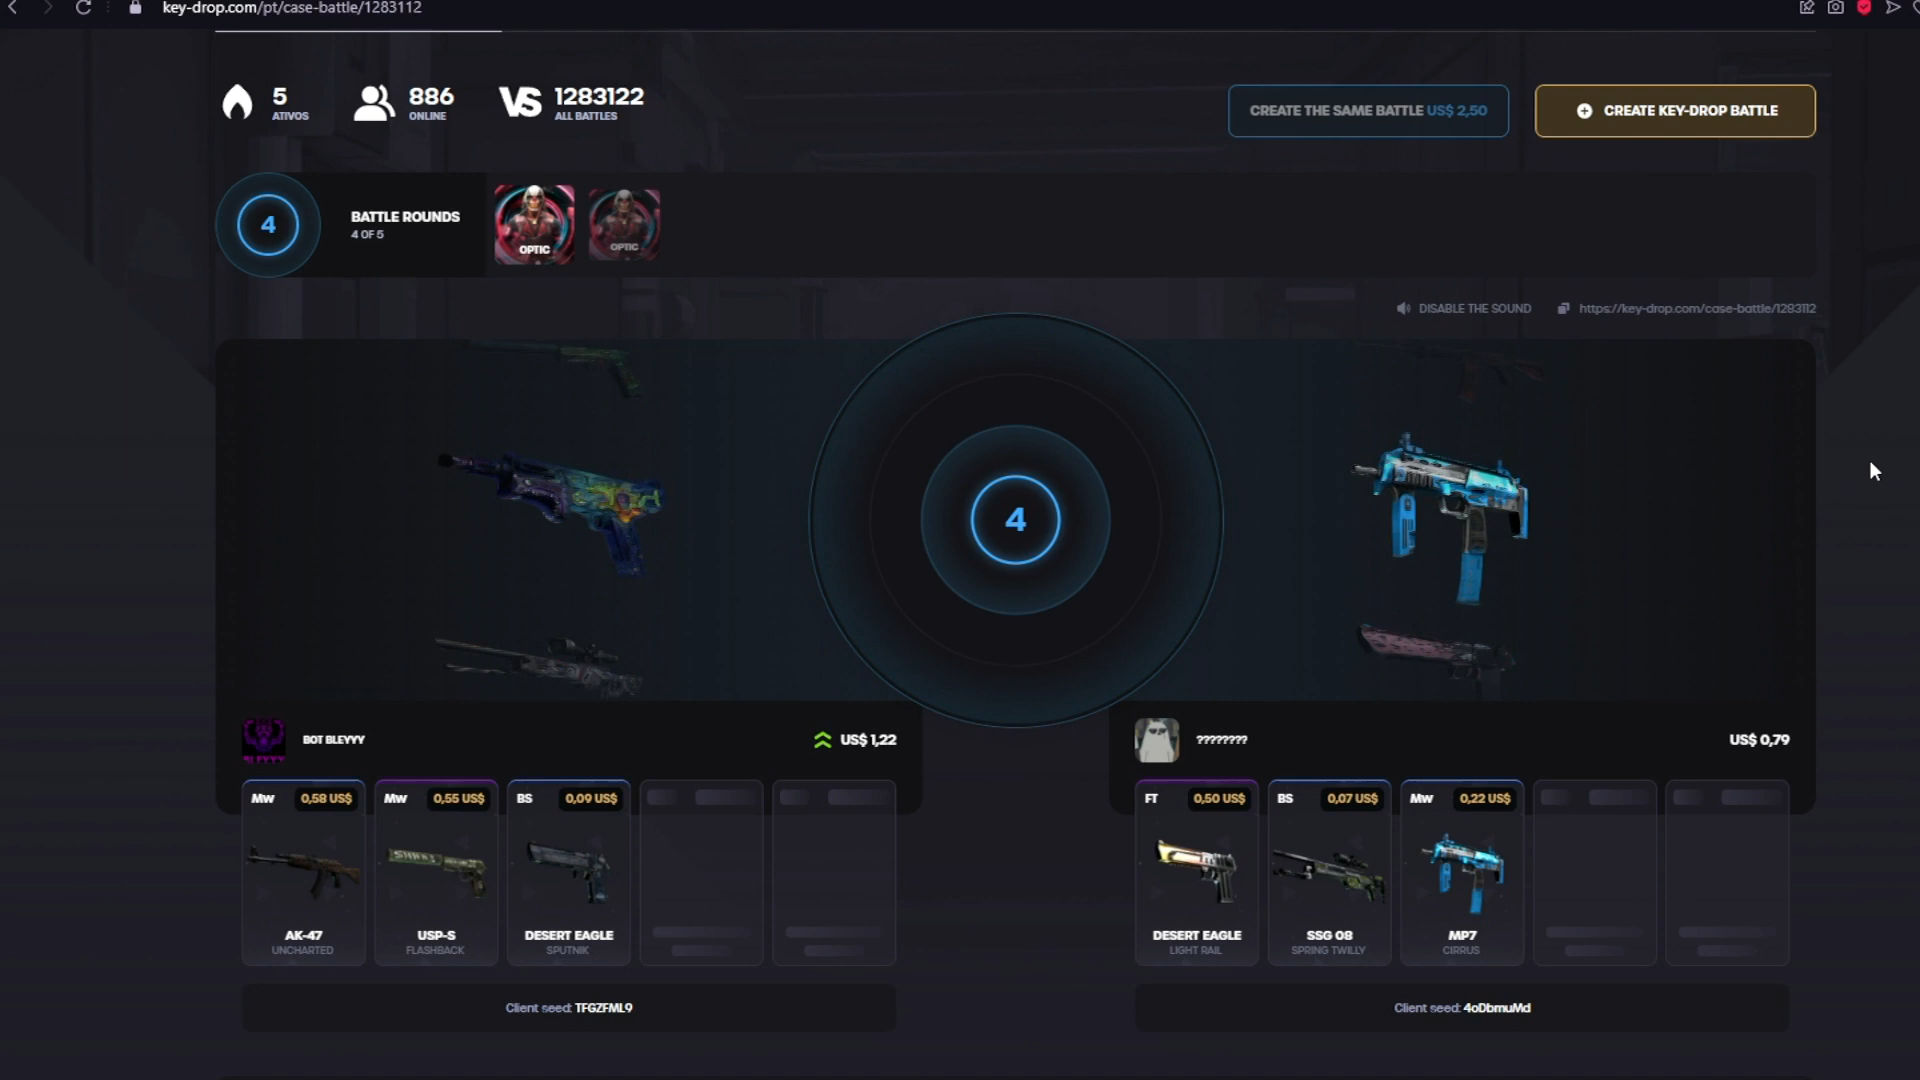 key-drop.com/pt/case-battle/1283112
5
ATIVOS
886
ONLINE
VS
1283122
ALL BATTLES
CREATE THE SAME BATTLE US$ 2,50
CREATE KEY-DROP BATTLE
4
BATTLE ROUNDS
4 OF 5
OPTIC
OPTIC
DISABLE THE SOUND
https://key-drop.com/case-battle/1283112
4
BOT BLEYYY
US$ 1,22
????????
US$ 0,79
MW 0,58 US$
AK-47
UNCHARTED
MW 0,55 US$
USP-S
FLASHBACK
BS 0,09 US$
DESERT EAGLE
SPUTNIK
FT 0,50 US$
DESERT EAGLE
LIGHT RAIL
BS 0,07 US$
SSG 08
SPRING TWILLY
MW 0,22 US$
MP7
CIRRUS
Client seed: TFGZFML9
Client seed: 4oDbmuMd